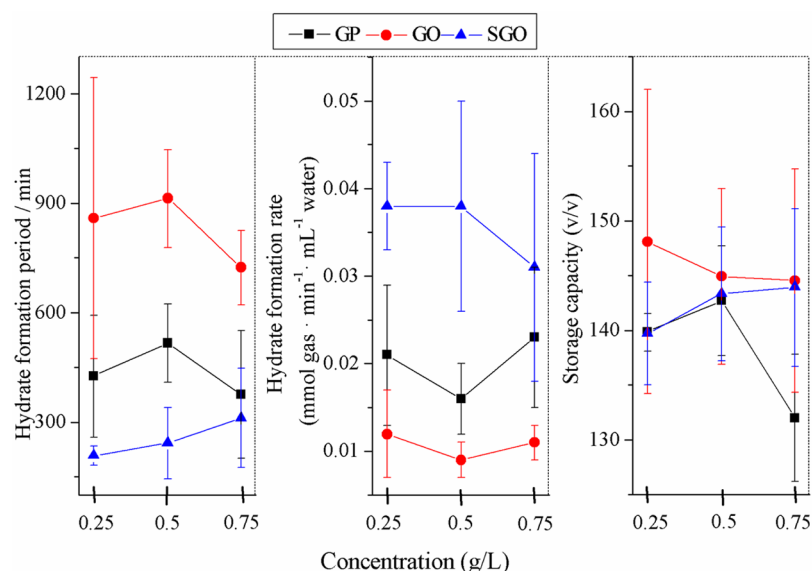 GP GO SGO
Hydrate formation period / min
1200
900
600
300
0.25 0.5 0.75
Hydrate formation rate
(mmol gas · min⁻¹ · mL⁻¹ water)
0.05
0.04
0.03
0.02
0.01
0.25 0.5 0.75
Storage capacity (v/v)
160
150
140
130
0.25 0.5 0.75
Concentration (g/L)